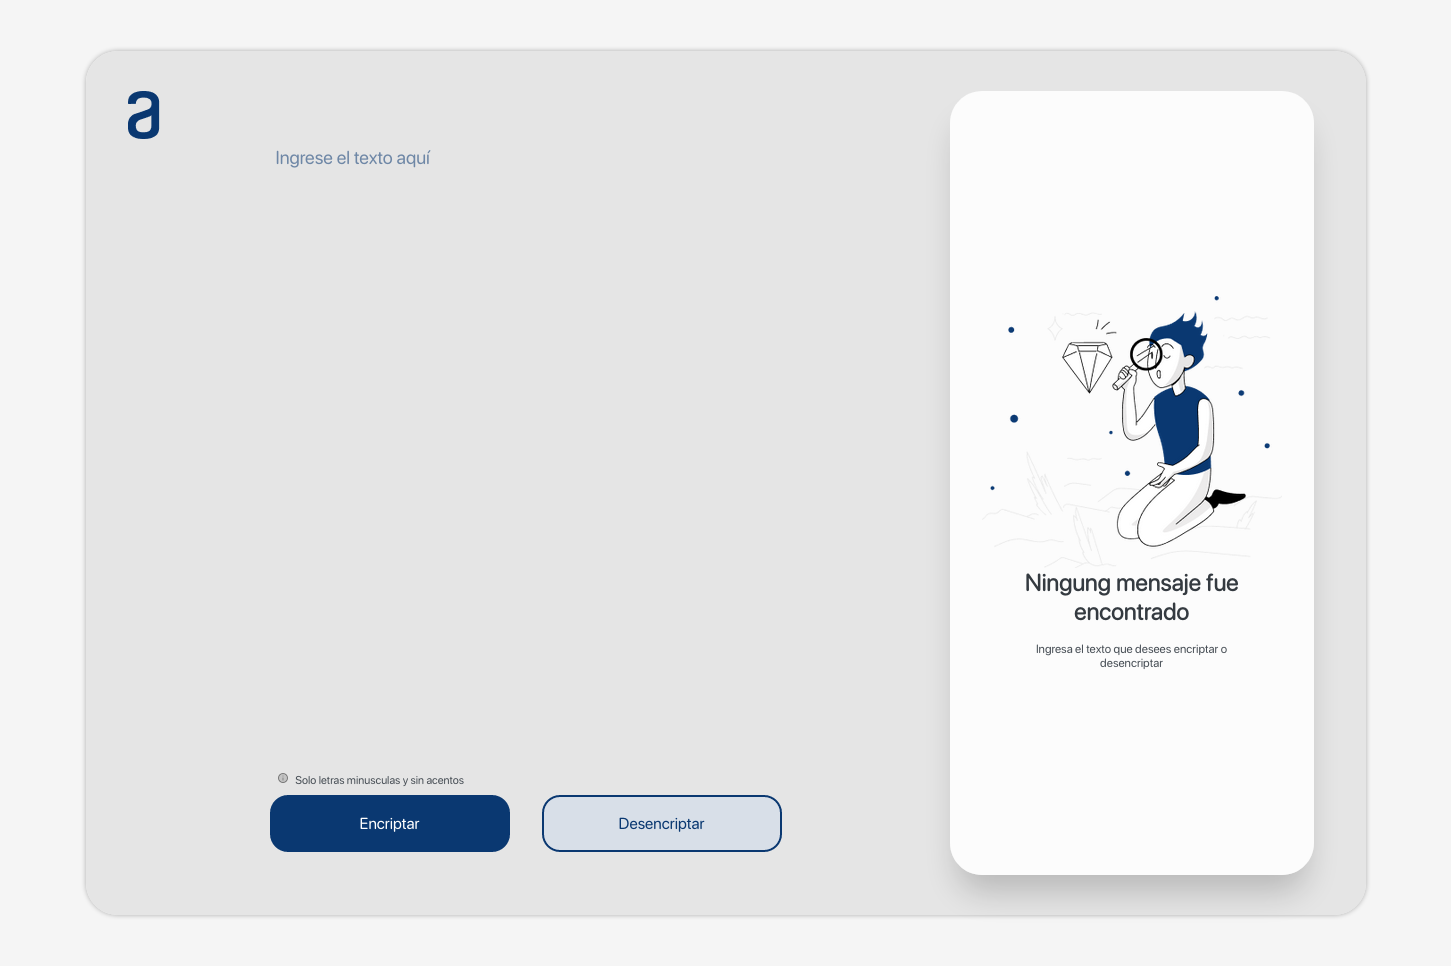 a
Ingrese el texto aquí
Solo letras minusculas y sin acentos
Encriptar
Desencriptar
Ningung mensaje fue
encontrado
Ingresa el texto que desees encriptar o
desencriptar